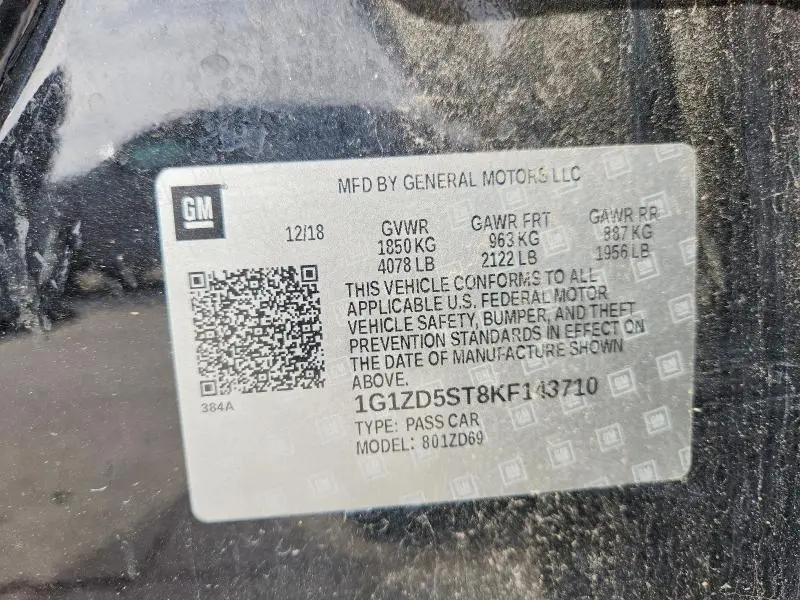 MFD BY GENERAL MOTORS LLC
GM
12/18
GVWR GAWR FRT GAWR RR
1850 KG 963 KG 887 KG
4078 LB 2122 LB 1956 LB
THIS VEHICLE CONFORMS TO ALL
APPLICABLE U.S. FEDERAL MOTOR
VEHICLE SAFETY, BUMPER, AND THEFT
PREVENTION STANDARDS IN EFFECT ON
THE DATE OF MANUFACTURE SHOWN
ABOVE.
384A
1G1ZD5ST8KF143710
TYPE: PASS CAR
MODEL: 801ZD69